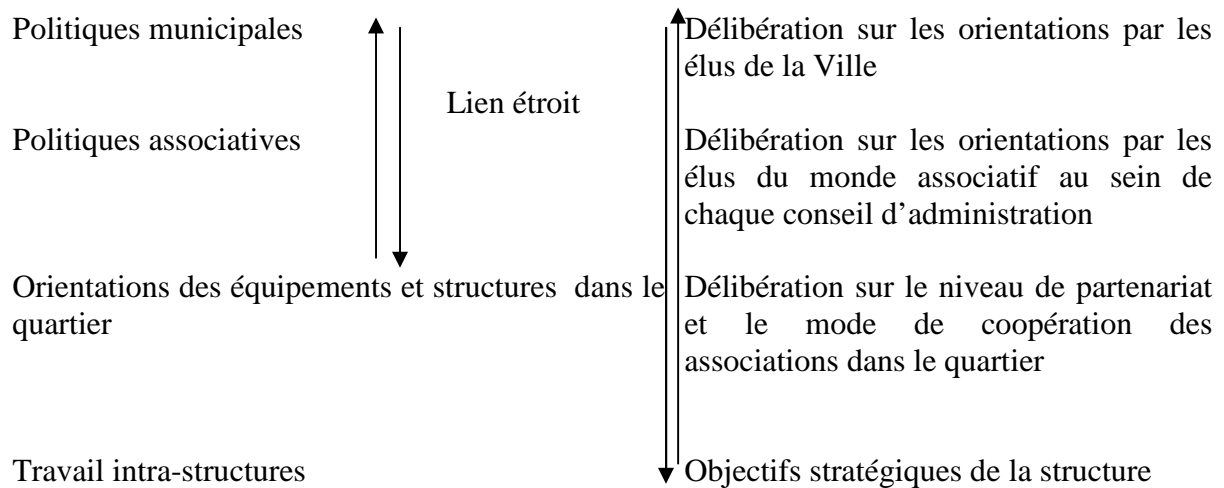 Politiques municipales
Délibération sur les orientations par les
élus de la Ville
Lien étroit
Politiques associatives
Délibération sur les orientations par les
élus du monde associatif au sein de
chaque conseil d’administration
Orientations des équipements et structures dans le
quartier
Délibération sur le niveau de partenariat
et le mode de coopération des
associations dans le quartier
Travail intra-structures
Objectifs stratégiques de la structure